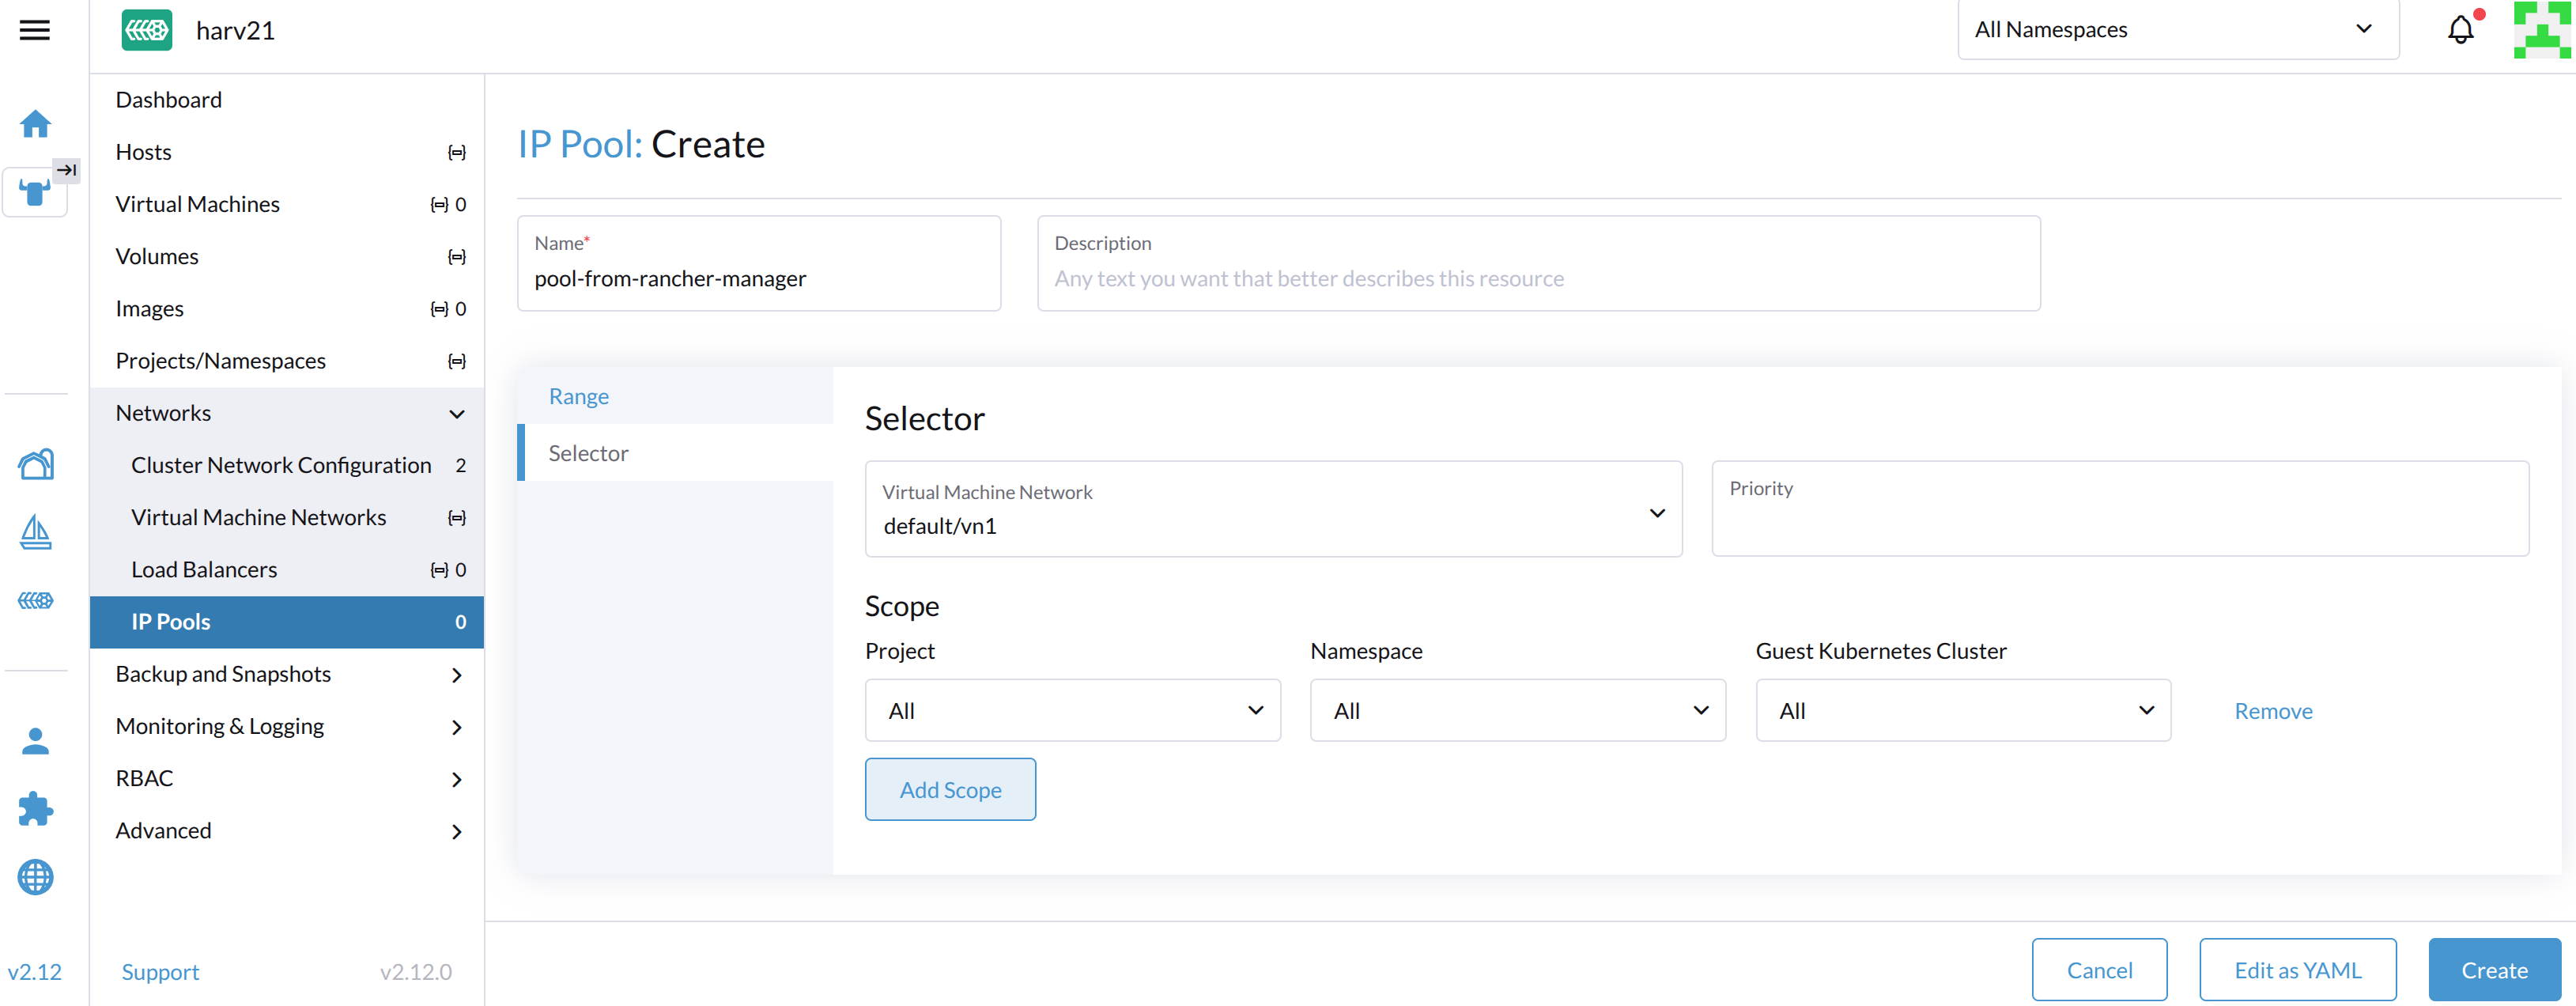 harv21
All Namespaces
Dashboard
Hosts
Virtual Machines 0
Volumes
Images 0
Projects/Namespaces
Networks
Cluster Network Configuration 2
Virtual Machine Networks
Load Balancers 0
IP Pools 0
Backup and Snapshots
Monitoring & Logging
RBAC
Advanced
v2.12
Support v2.12.0
IP Pool: Create
Name*
pool-from-rancher-manager
Description
Any text you want that better describes this resource
Range
Selector
Selector
Virtual Machine Network
default/vn1
Priority
Scope
Project Namespace Guest Kubernetes Cluster
All All All Remove
Add Scope
Cancel Edit as YAML Create